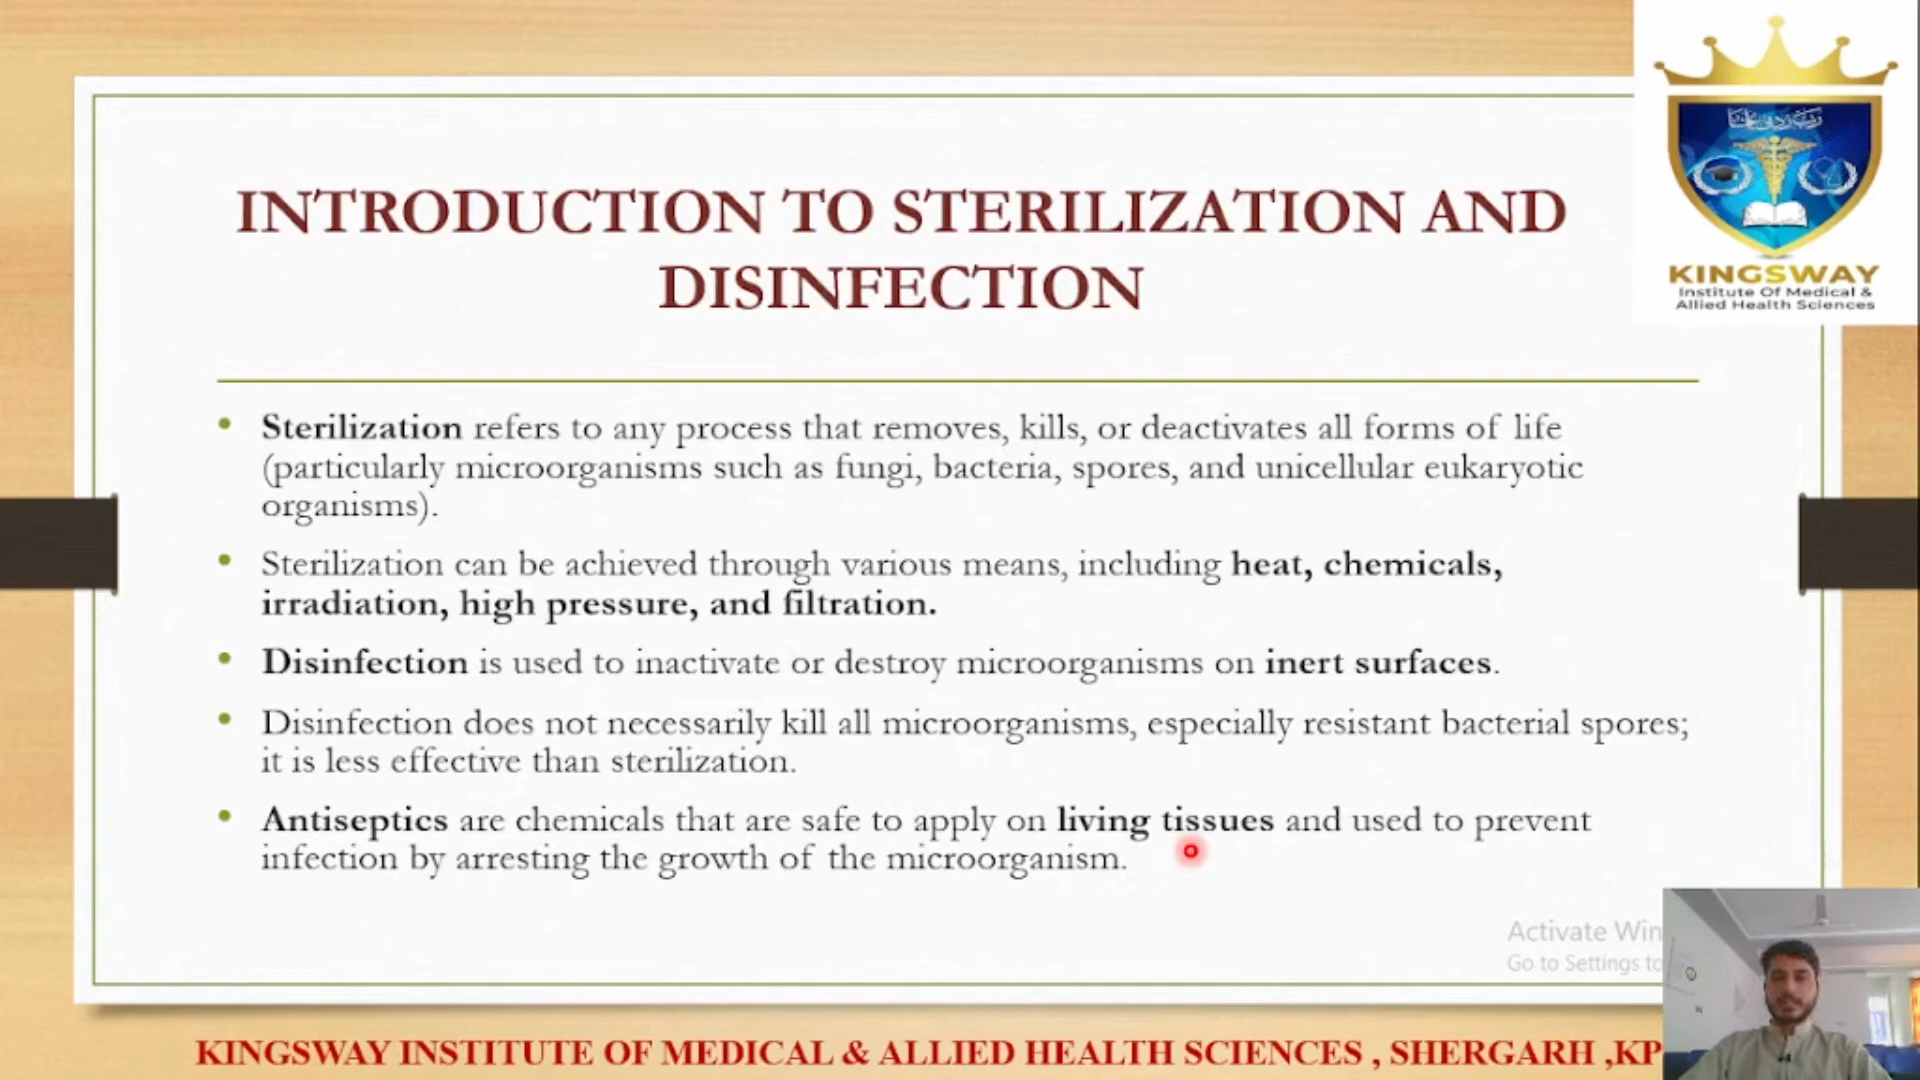 INTRODUCTION TO STERILIZATION AND
DISINFECTION
KINGSWAY
Institute Of Medical &
Allied Health Sciences
• Sterilization refers to any process that removes, kills, or deactivates all forms of life
(particularly microorganisms such as fungi, bacteria, spores, and unicellular eukaryotic
organisms).
• Sterilization can be achieved through various means, including heat, chemicals,
irradiation, high pressure, and filtration.
• Disinfection is used to inactivate or destroy microorganisms on inert surfaces.
• Disinfection does not necessarily kill all microorganisms, especially resistant bacterial spores;
it is less effective than sterilization.
• Antiseptics are chemicals that are safe to apply on living tissues and used to prevent
infection by arresting the growth of the microorganism.
Activate Win
Go to Settings to
KINGSWAY INSTITUTE OF MEDICAL & ALLIED HEALTH SCIENCES , SHERGARH ,KP